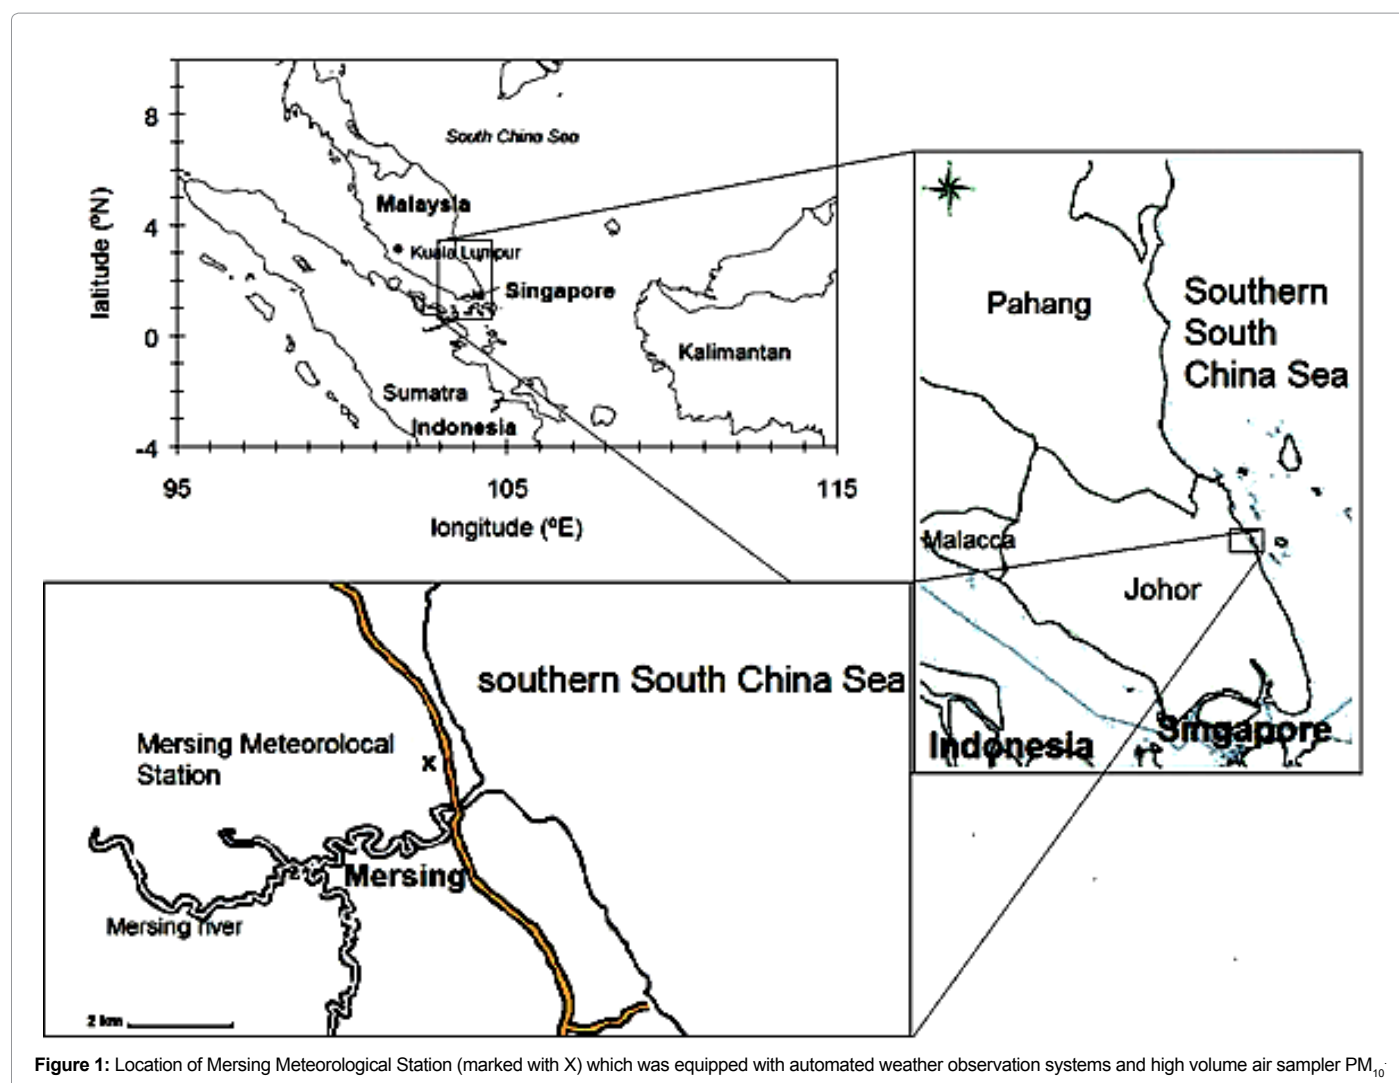 8
4
0
-4
latitude (ºN)
95
105
115
longitude (ºE)
South China Sea
Malaysia
Kuala Lumpur
Singapore
Kalimantan
Sumatra
Indonesia
Pahang
Southern
South
China Sea
Malacca
Johor
Singapore
Indonesia
southern South China Sea
Mersing Meteorolocal
Station
X
Mersing
Mersing river
2 km
Figure 1: Location of Mersing Meteorological Station (marked with X) which was equipped with automated weather observation systems and high volume air sampler PM10.